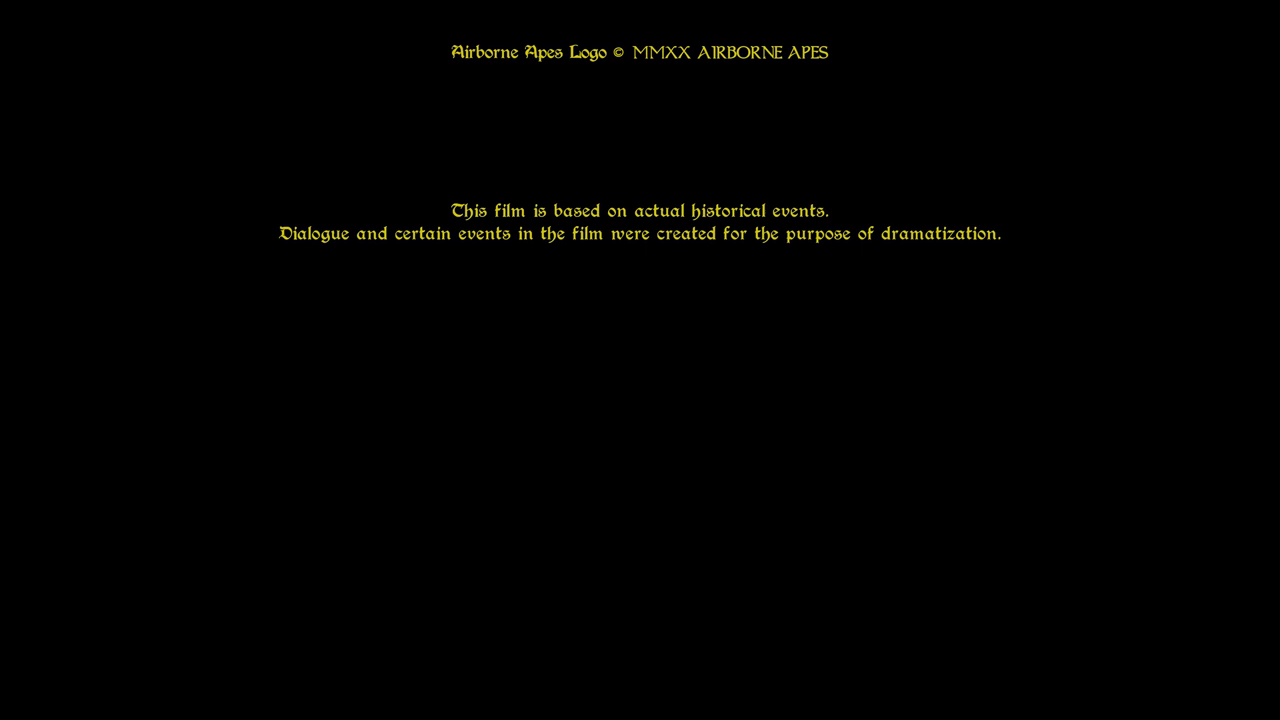 Airborne Apes Logo © MMXX AIRBORNE APES
This film is based on actual historical events.
Dialogue and certain events in the film were created for the purpose of dramatization.